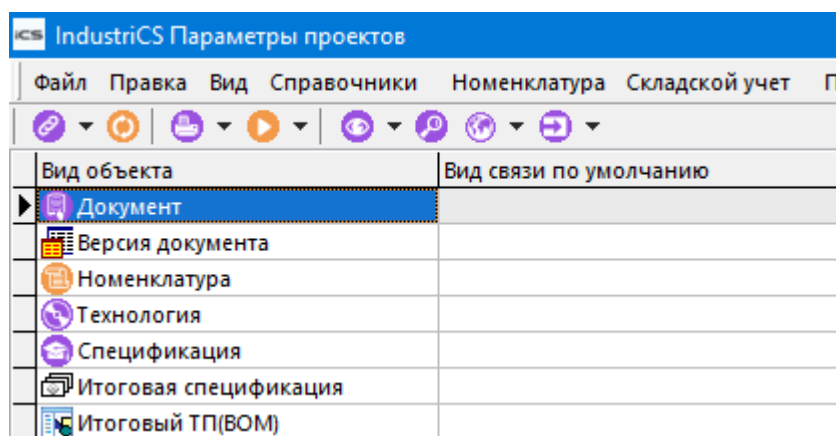 iCS IndustriCS Параметры проектов
Файл Правка Вид Справочники Номенклатура Складской учет
Вид объекта Вид связи по умолчанию
Документ
Версия документа
Номенклатура
Технология
Спецификация
Итоговая спецификация
Итоговый ТП(BOM)